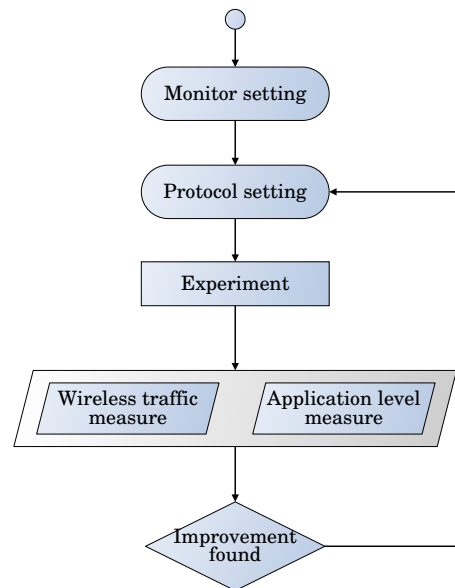 Monitor setting
Protocol setting
Experiment
Wireless traffic
measure
Application level
measure
Improvement
found